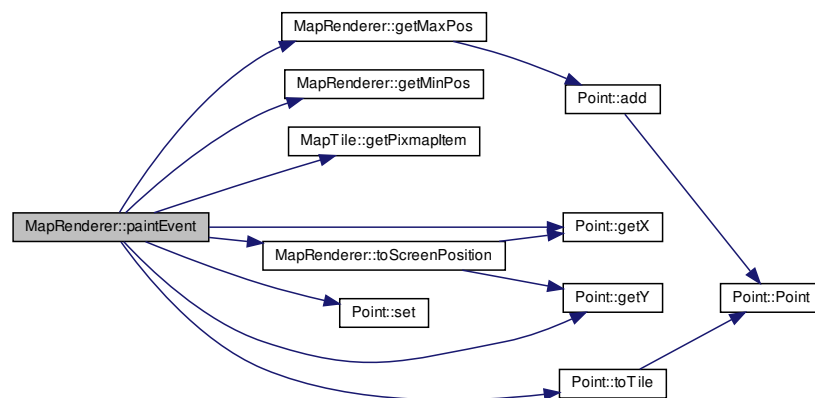 MapRenderer::getMaxPos
MapRenderer::getMinPos
Point::add
MapTile::getPixmapItem
MapRenderer::paintEvent
Point::getX
MapRenderer::toScreenPosition
Point::set
Point::getY
Point::Point
Point::toTile